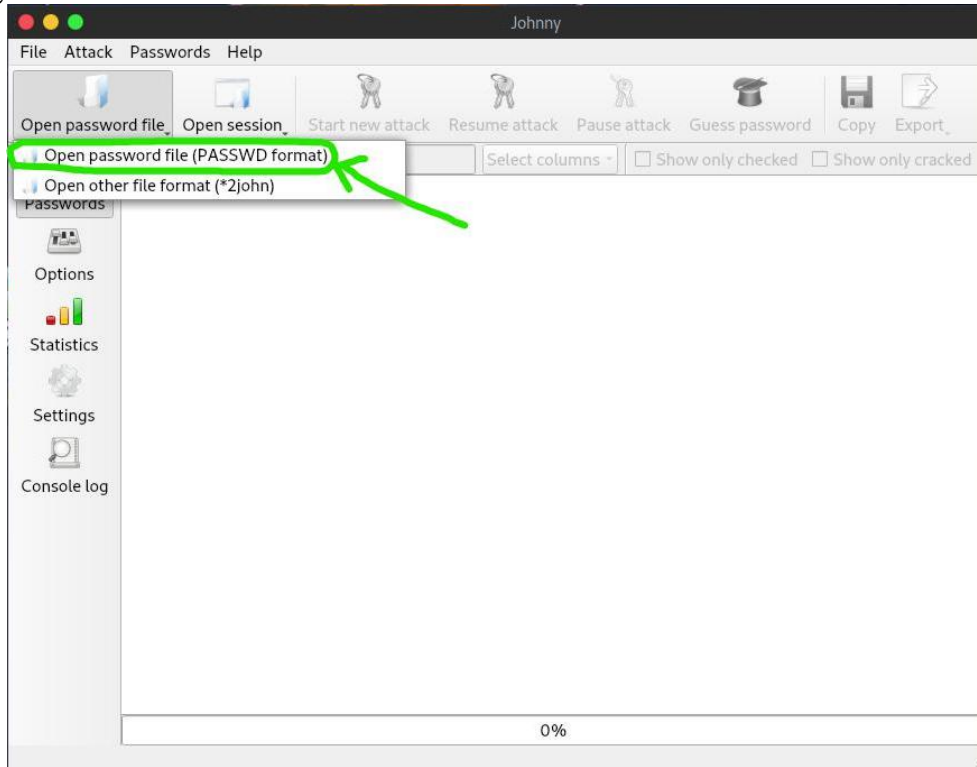 Johnny
File Attack Passwords Help
Open password file Open session Start new attack Resume attack Pause attack Guess password Copy Export
Open password file (PASSWD format) Select columns Show only checked Show only cracked
Open other file format (*2john)
Passwords
Options
Statistics
Settings
Console log
0%